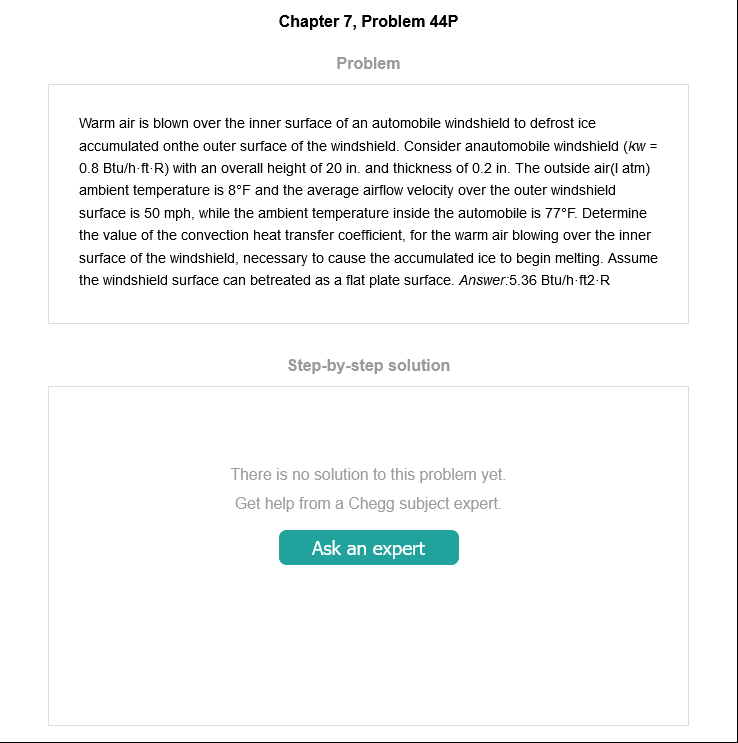 Chapter 7, Problem 44P
Problem
Warm air is blown over the inner surface of an automobile windshield to defrost ice
accumulated onthe outer surface of the windshield. Consider anautomobile windshield (kw =
0.8 Btu/h·ft·R) with an overall height of 20 in. and thickness of 0.2 in. The outside air(l atm)
ambient temperature is 8°F and the average airflow velocity over the outer windshield
surface is 50 mph, while the ambient temperature inside the automobile is 77°F. Determine
the value of the convection heat transfer coefficient, for the warm air blowing over the inner
surface of the windshield, necessary to cause the accumulated ice to begin melting. Assume
the windshield surface can betreated as a flat plate surface. Answer:5.36 Btu/h·ft2·R
Step-by-step solution
There is no solution to this problem yet.
Get help from a Chegg subject expert.
Ask an expert